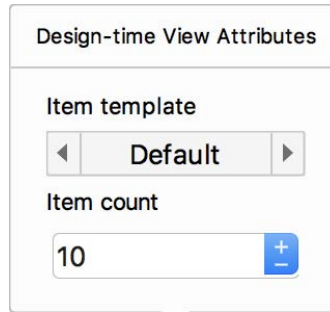 Design-time View Attributes
Item template
Default
Item count
10